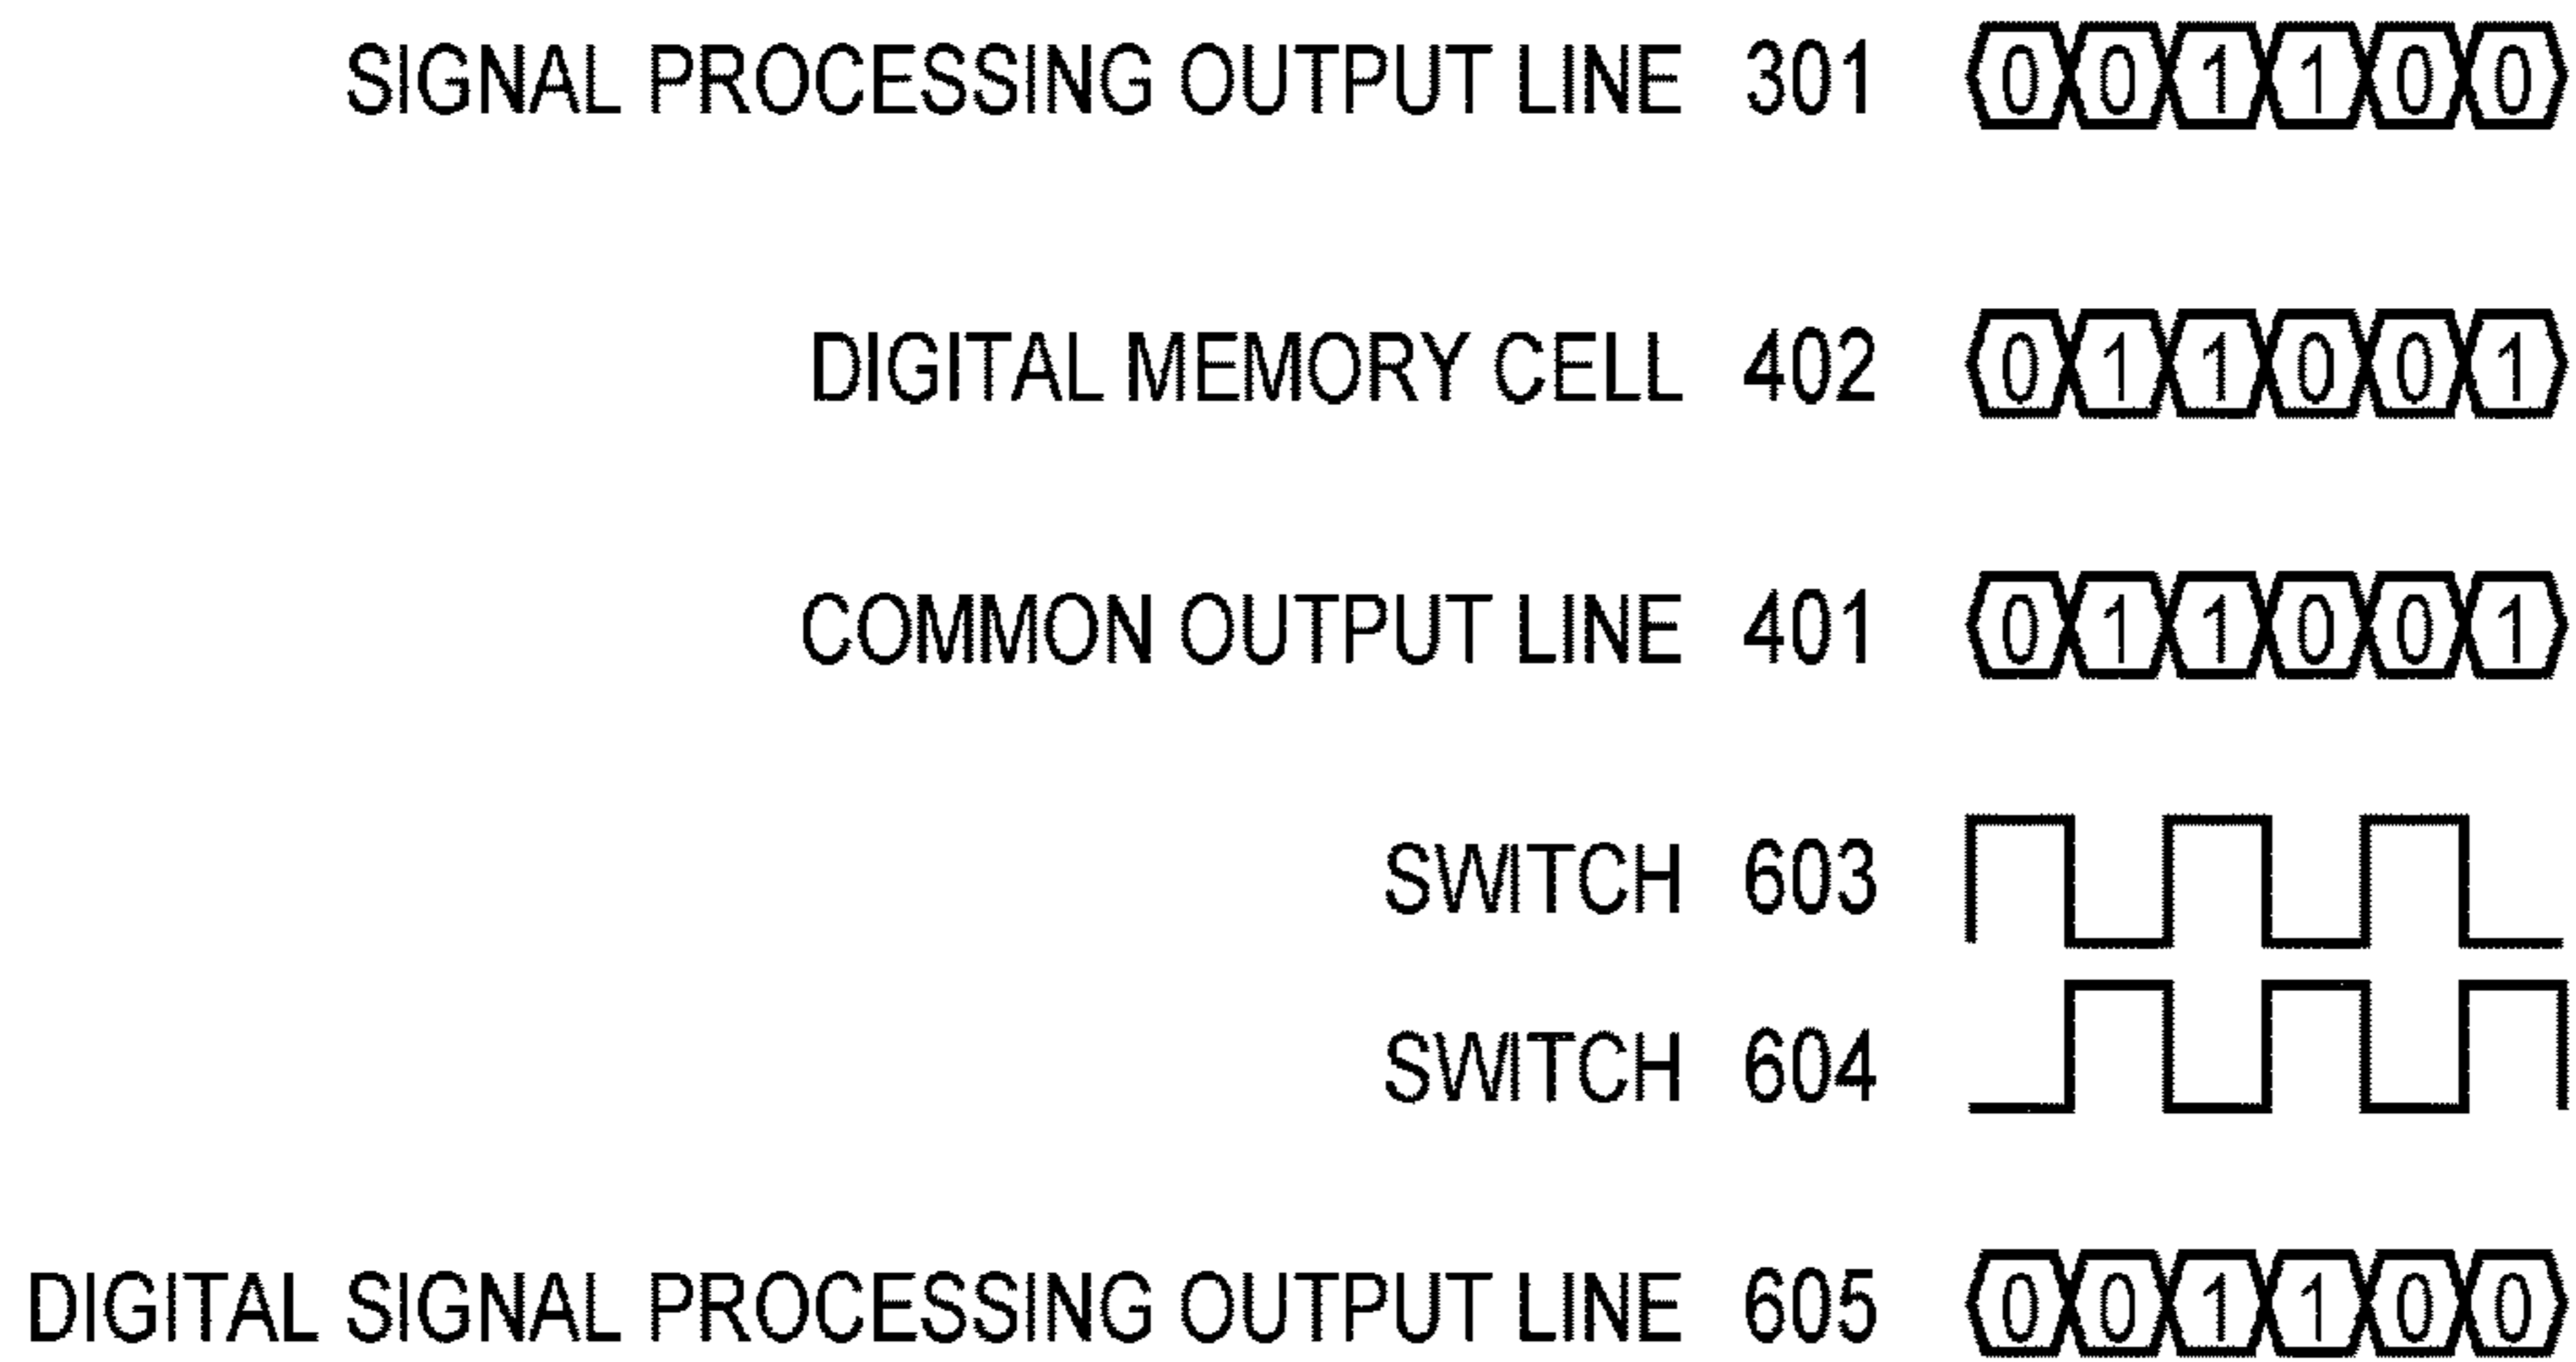 SIGNAL PROCESSING OUTPUT LINE 301 0 0 1 1 0 0
DIGITAL MEMORY CELL 402 0 1 1 0 0 1
COMMON OUTPUT LINE 401 0 1 1 0 0 1
SWITCH 603
SWITCH 604
DIGITAL SIGNAL PROCESSING OUTPUT LINE 605 0 0 1 1 0 0